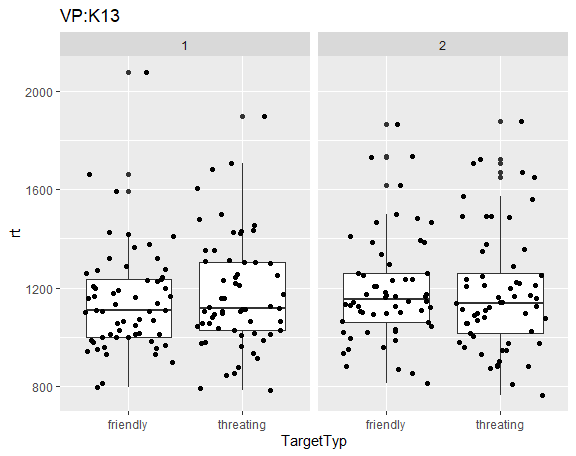 VP:K13
1 2
rt
2000
1600
1200
800
friendly threating friendly threating
TargetTyp